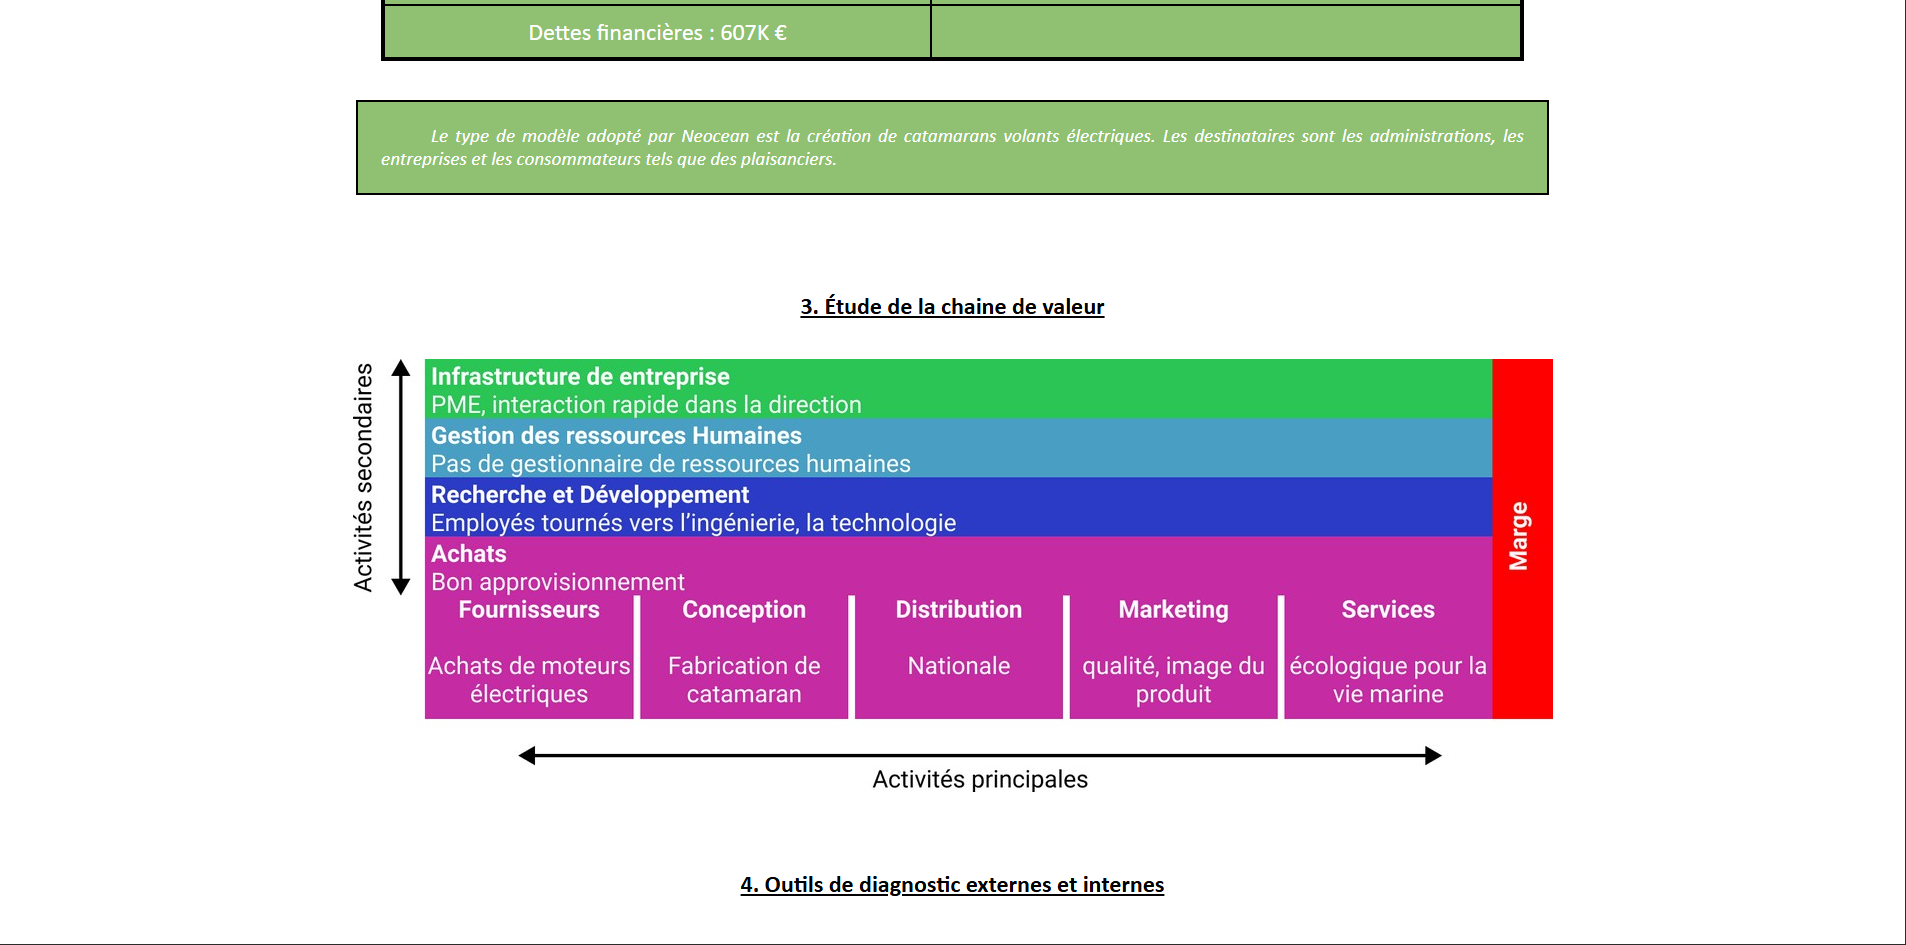 Dettes financières : 607K €
Le type de modèle adopté par Neocean est la création de catamarans volants électriques. Les destinataires sont les administrations, les
entreprises et les consommateurs tels que des plaisanciers.
3. Étude de la chaine de valeur
Activités secondaires
Infrastructure de entreprise
PME, interaction rapide dans la direction
Gestion des ressources Humaines
Pas de gestionnaire de ressources humaines
Recherche et Développement
Employés tournés vers l’ingénierie, la technologie
Achats
Bon approvisionnement
Marge
Fournisseurs
Achats de moteurs
électriques
Conception
Fabrication de
catamaran
Distribution
Nationale
Marketing
qualité, image du
produit
Services
écologique pour la
vie marine
Activités principales
4. Outils de diagnostic externes et internes